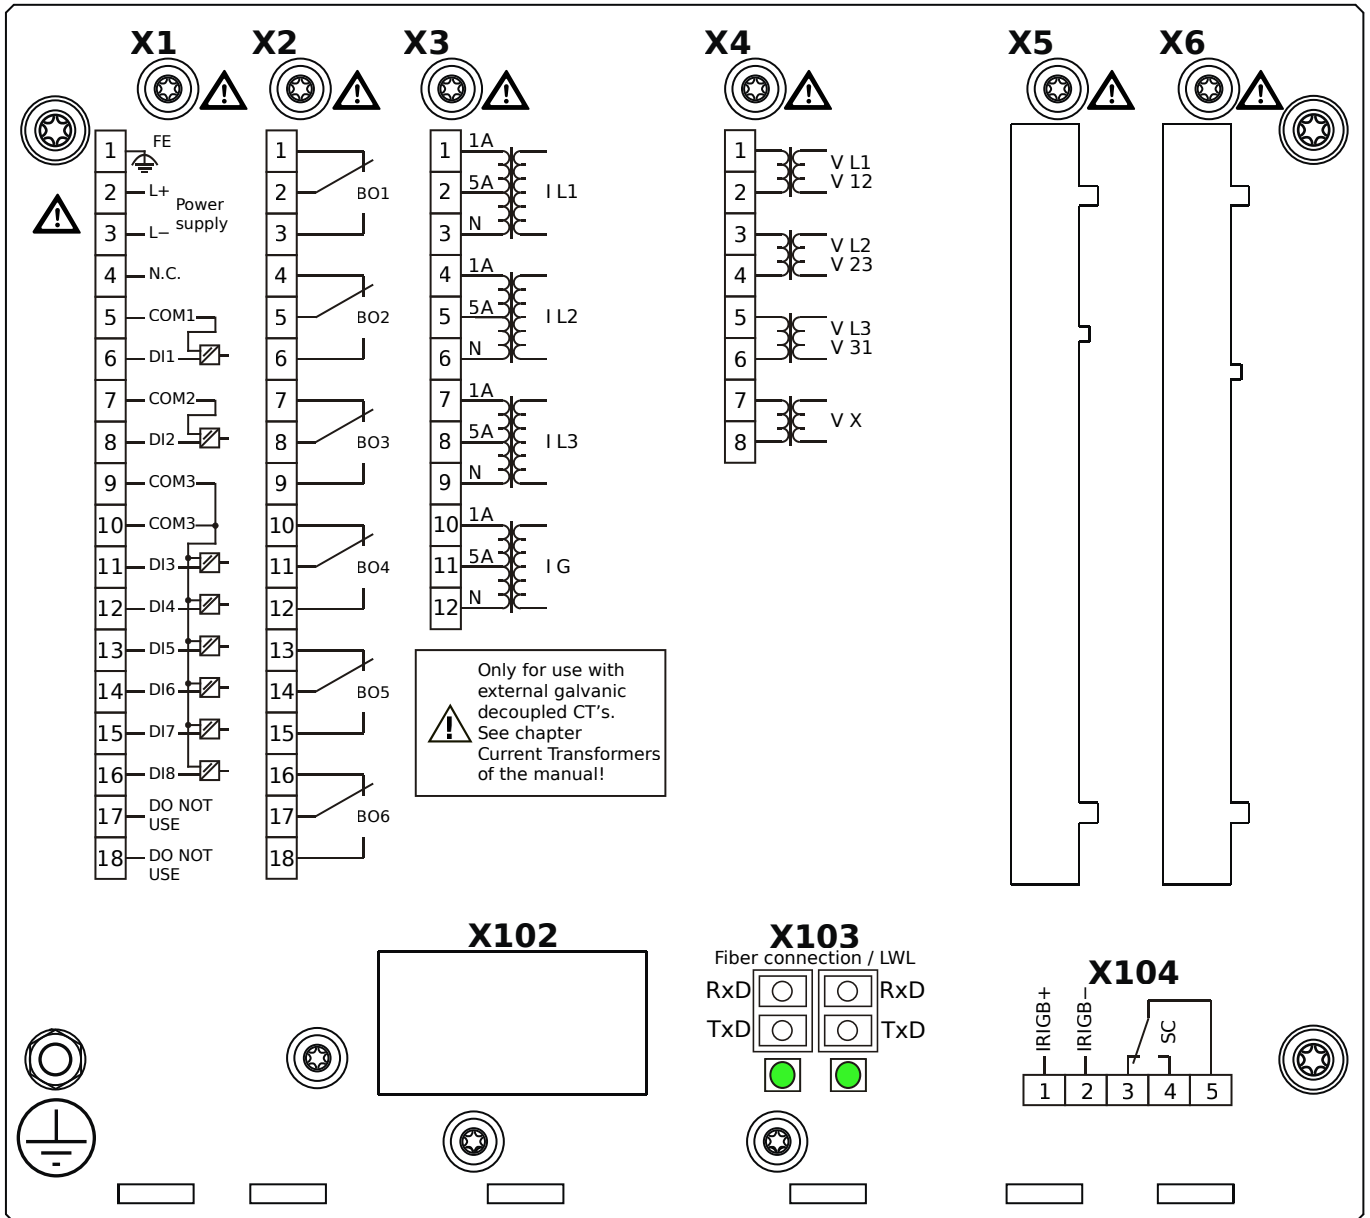 X1 X2 X3 X4 X5 X6
1 FE
2 L+
Power
supply
3 L−
4 N.C.
5 COM1
6 DI1
7 COM2
8 DI2
9 COM3
10 COM3
11 DI3
12 DI4
13 DI5
14 DI6
15 DI7
16 DI8
17 DO NOT
USE
18 DO NOT
USE
1
2 BO1
3
4
5 BO2
6
7
8 BO3
9
10
11 BO4
12
13
14 BO5
15
16
17 BO6
18
1 1A
2 5A I L1
3 N
4 1A
5 5A I L2
6 N
7 1A
8 5A I L3
9 N
10 1A
11 5A I G
12 N
Only for use with
external galvanic
decoupled CT's.
See chapter
Current Transformers
of the manual!
1 V L1
2 V 12
3 V L2
4 V 23
5 V L3
6 V 31
7 V X
8
X102
X103
Fiber connection / LWL
RxD RxD
TxD TxD
X104
IRIGB+
IRIGB−
SC
1 2 3 4 5